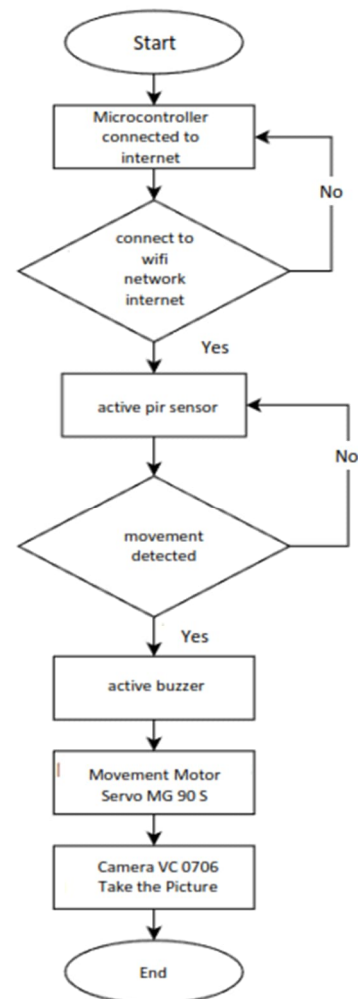 Start
Microcontroller
connected to
internet
No
connect to
wifi
network
internet
Yes
active pir sensor
No
movement
detected
Yes
active buzzer
Movement Motor
Servo MG 90 S
Camera VC 0706
Take the Picture
End